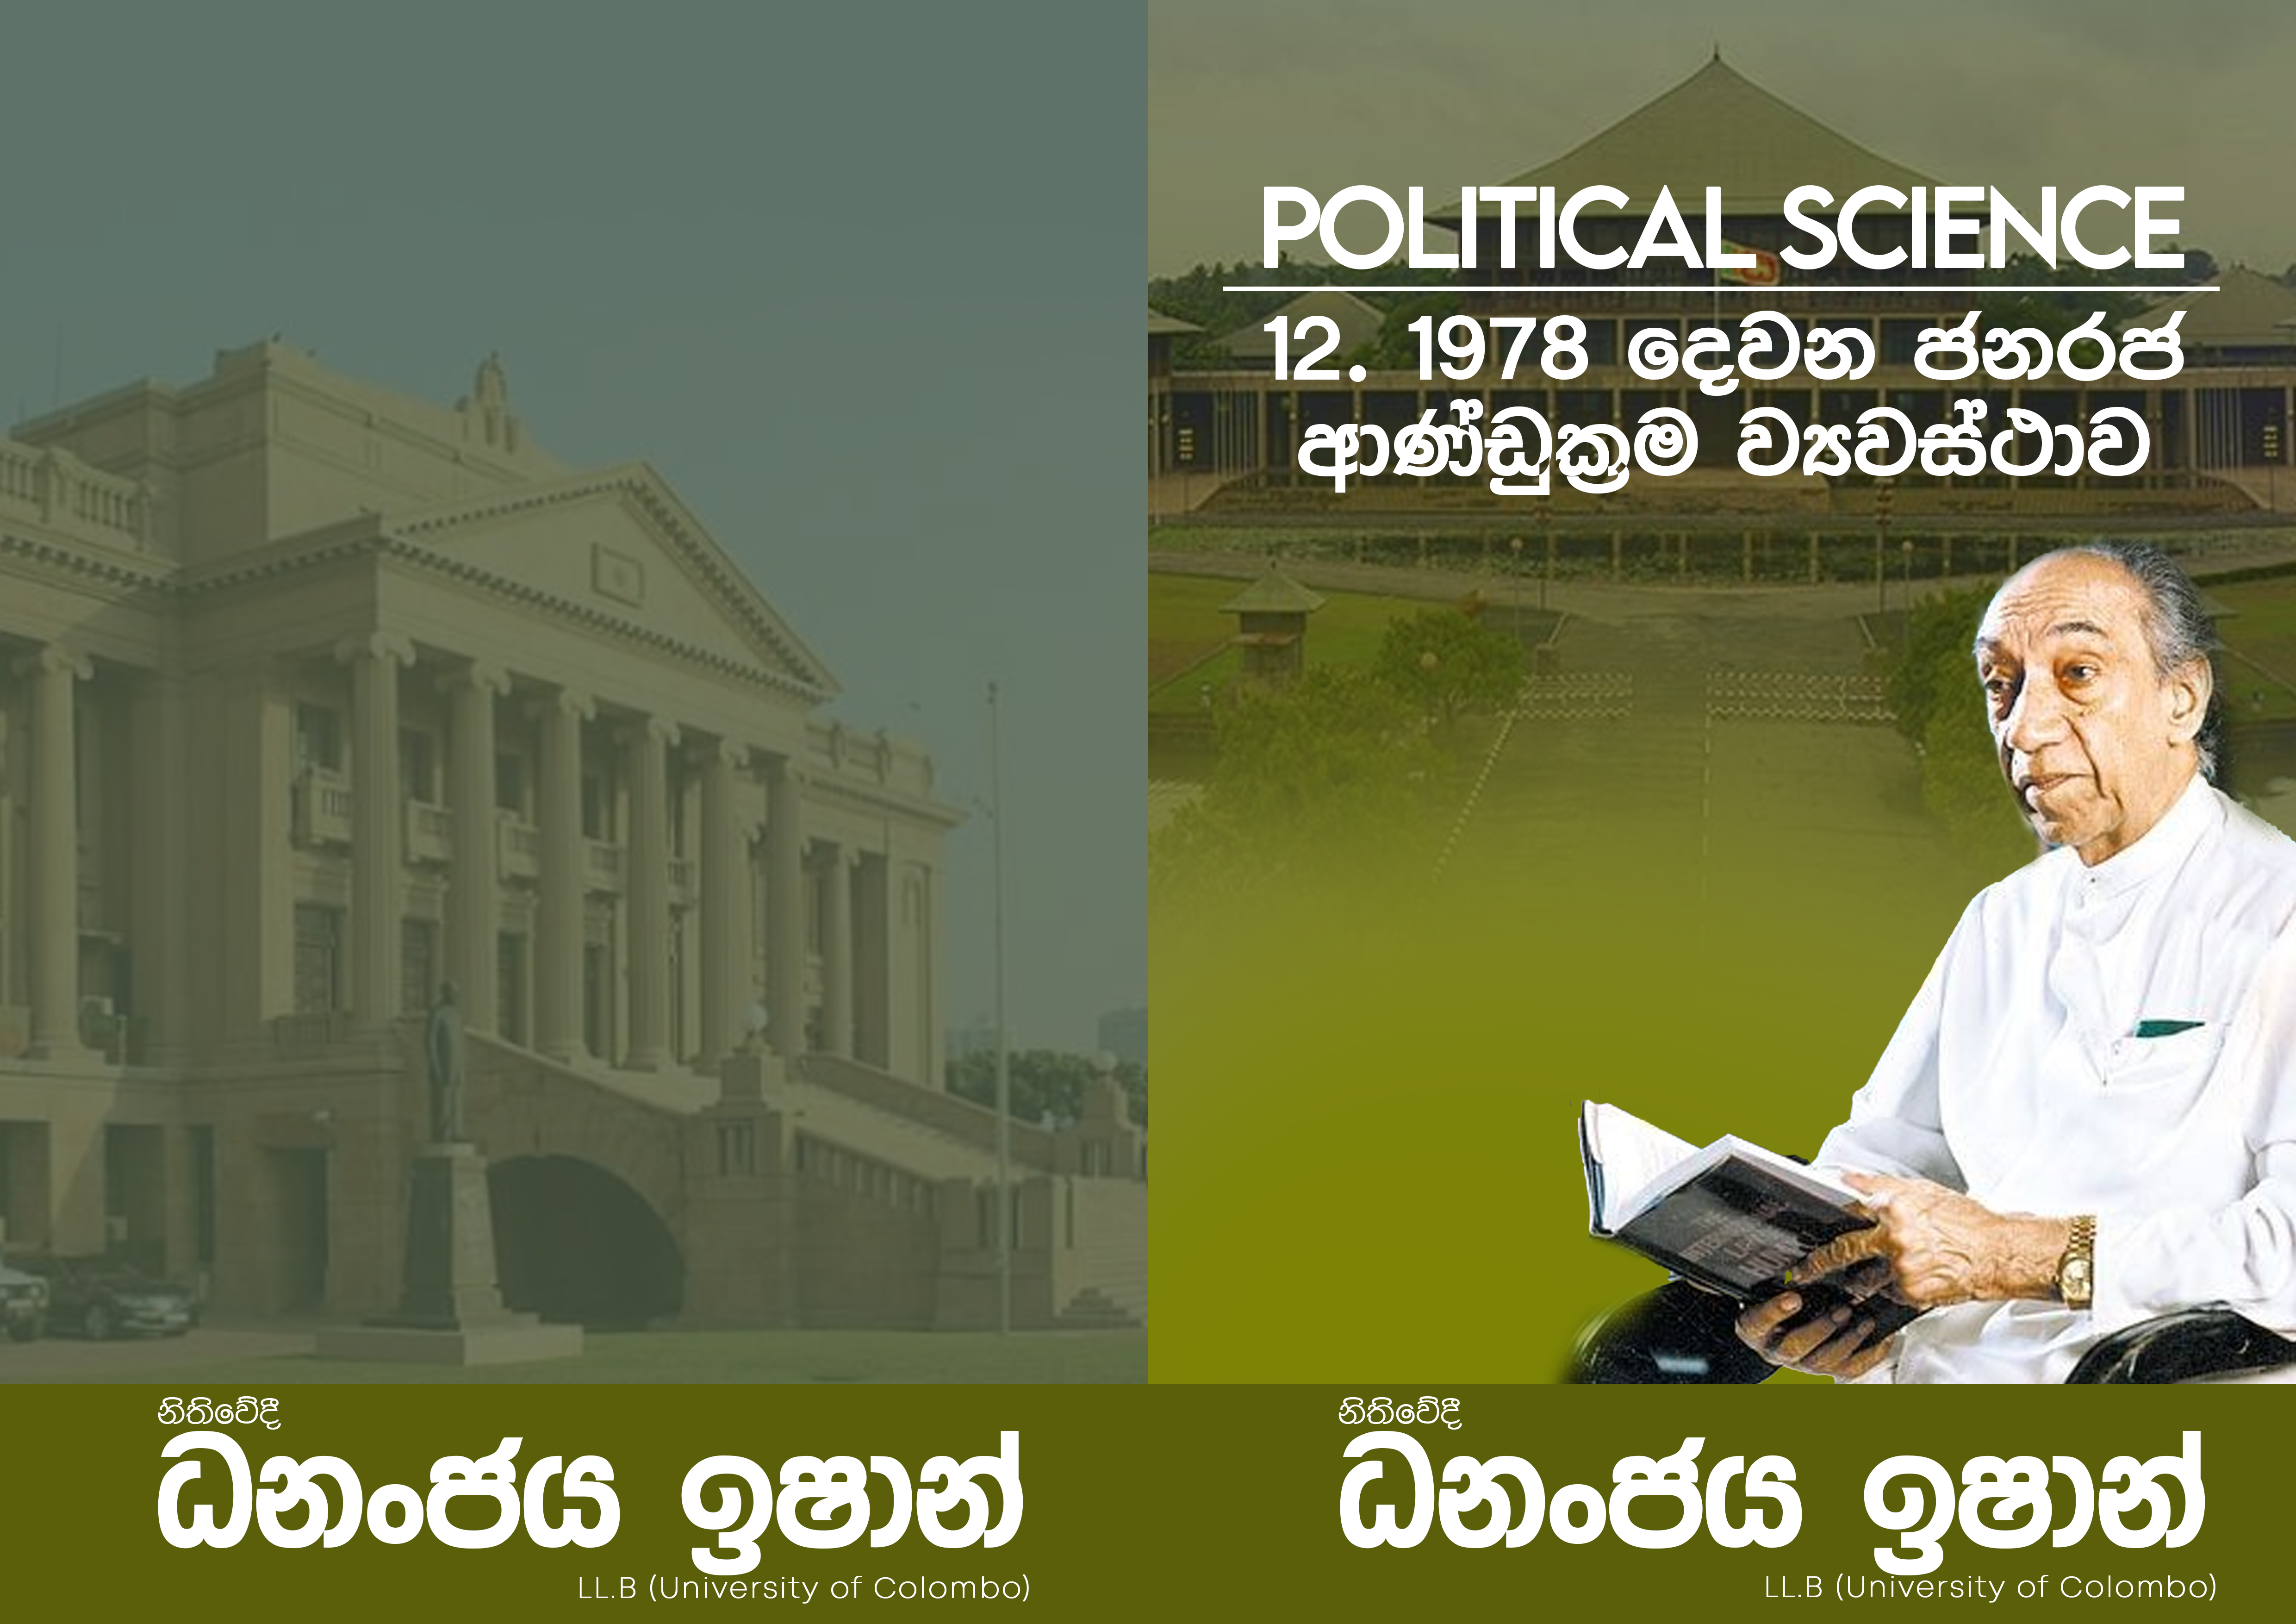 POLITICAL SCIENCE
12. 1978 දෙවන ජනරජ
ආණ්ඩුක්‍රම ව්‍යවස්ථාව
නිතිවේදී
ධනංජය ඉෂාන්
LL.B (University of Colombo)
නිතිවේදී
ධනංජය ඉෂාන්
LL.B (University of Colombo)